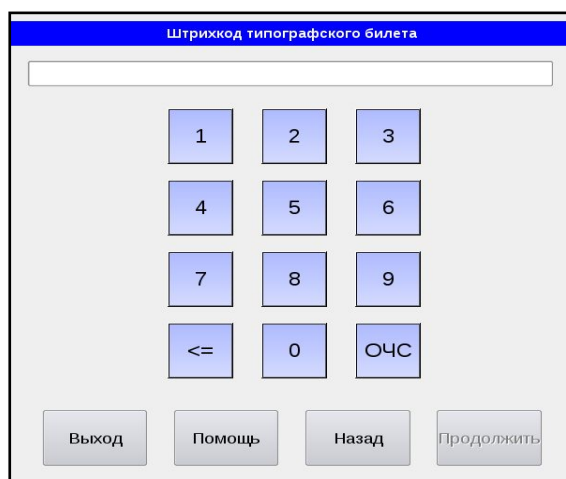 Штрихкод типографского билета
1 2 3
4 5 6
7 8 9
<= 0 ОЧС
Выход Помощь Назад Продолжить